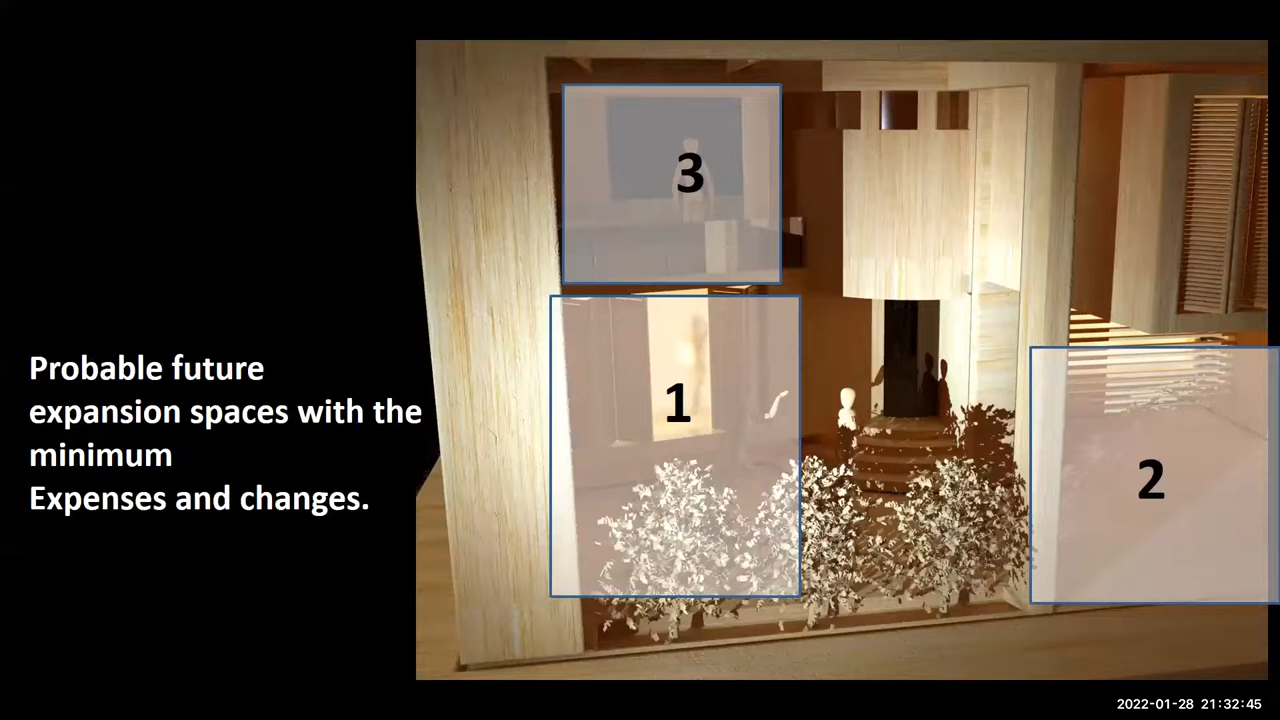 3
1
2
Probable future
expansion spaces with the
minimum
Expenses and changes.
2022-01-28 21:32:45